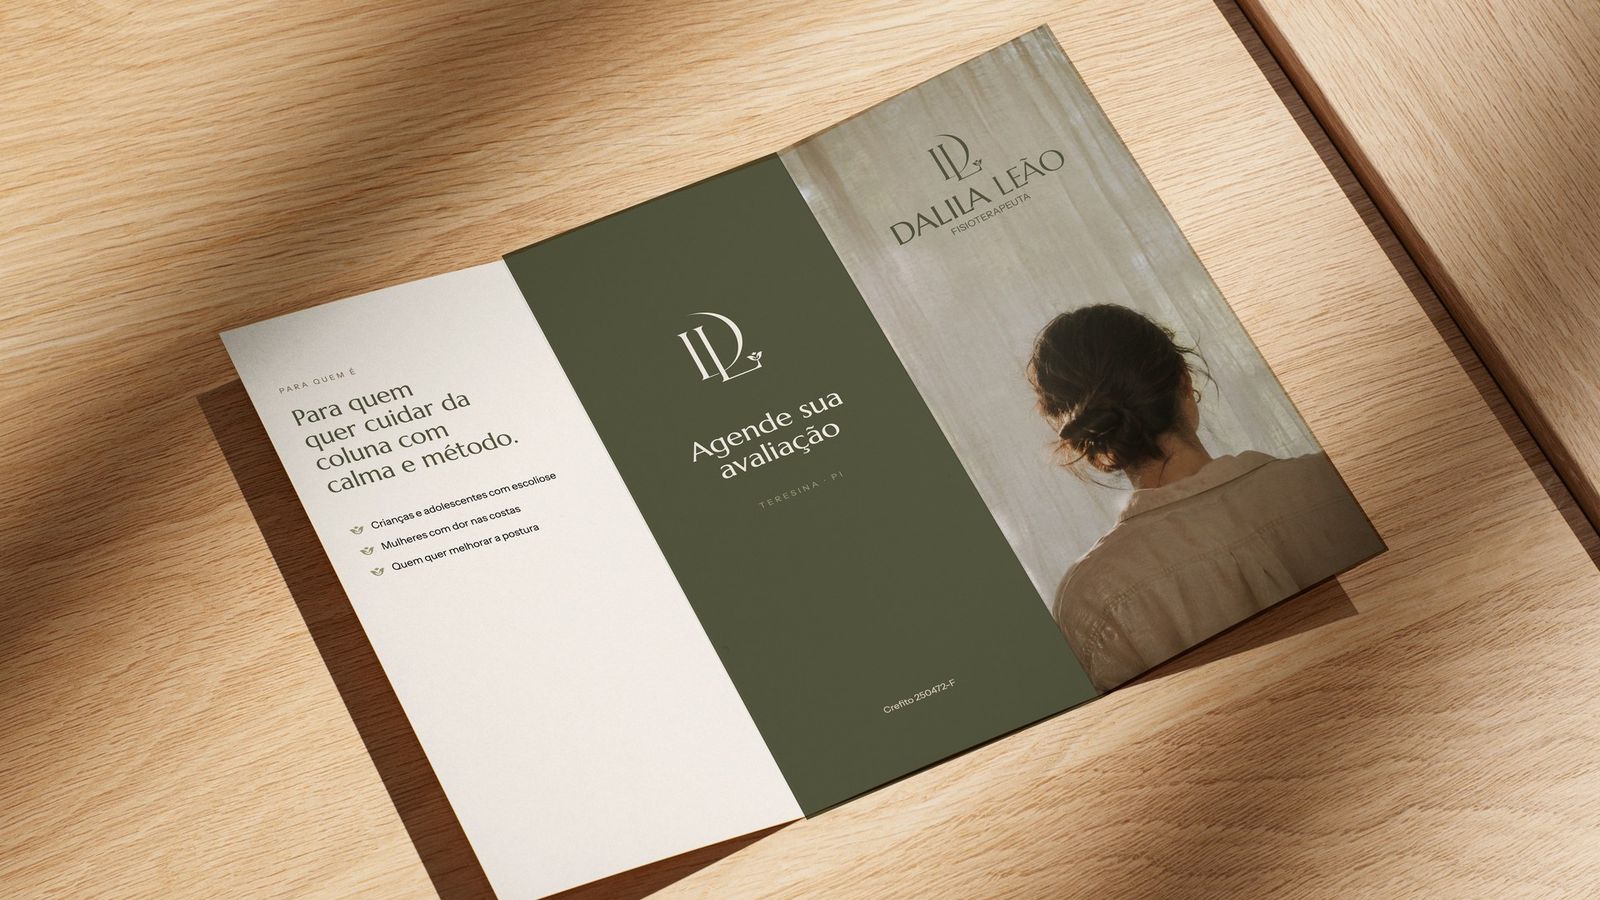 PARA QUEM É
Para quem
quer cuidar da
coluna com
calma e método.
Crianças e adolescentes com escoliose
Mulheres com dor nas costas
Quem quer melhorar a postura
DL
Agende sua
avaliação
TERESINA · PI
Crefito 250472-F
DL
DALILA LEÃO
FISIOTERAPEUTA